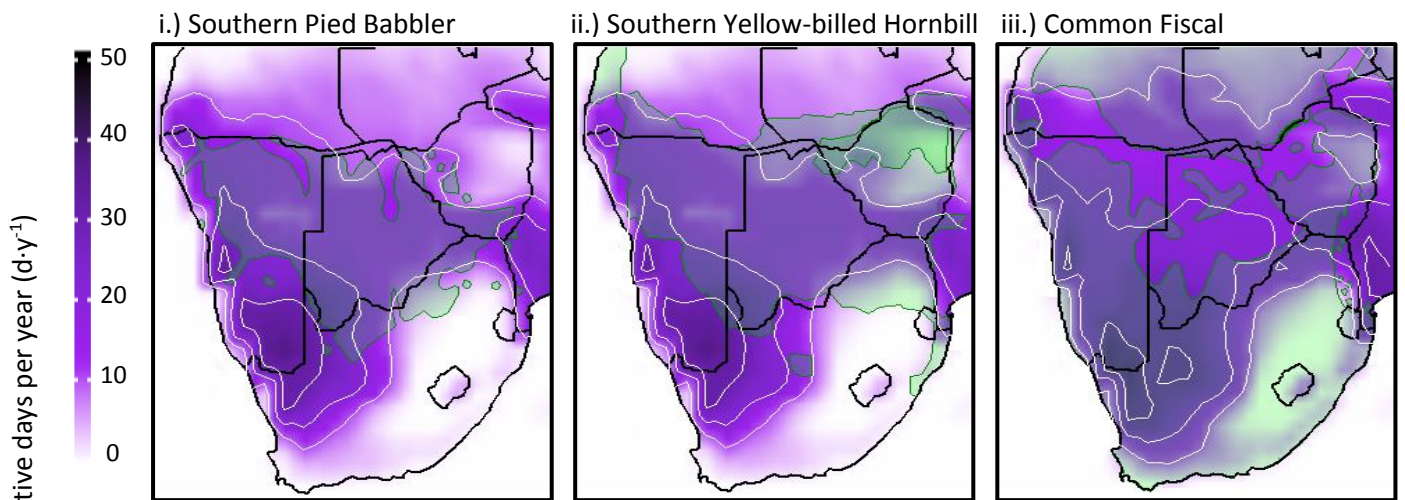 i.) Southern Pied Babbler
ii.) Southern Yellow-billed Hornbill
iii.) Common Fiscal
50
40
30
20
10
0
tive days per year (d·y⁻¹)